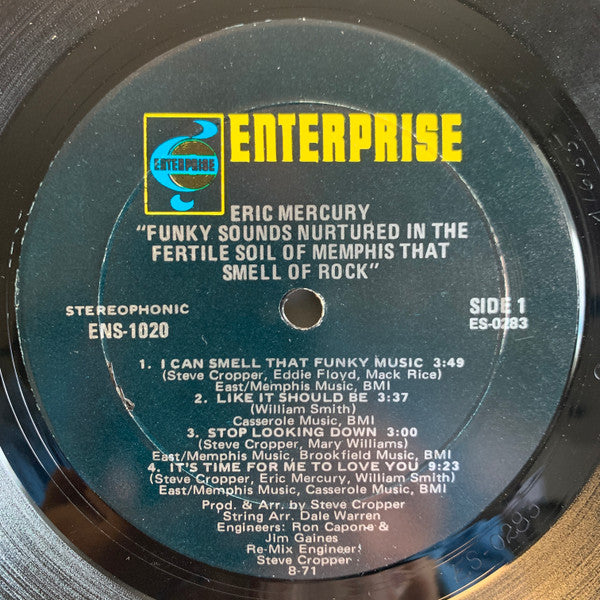 ENTERPRISE
ENTERPRISE
ERIC MERCURY
"FUNKY SOUNDS NURTURED IN THE
FERTILE SOIL OF MEMPHIS THAT
SMELL OF ROCK"
STEREOPHONIC
ENS-1020
SIDE 1
ES-0283
1. I CAN SMELL THAT FUNKY MUSIC 3:49
(Steve Cropper, Eddie Floyd, Mack Rice)
East/Memphis Music, BMI
2. LIKE IT SHOULD BE 3:37
(William Smith)
Casserole Music, BMI
3. STOP LOOKING DOWN 3:00
(Steve Cropper, Mary Williams)
East/Memphis Music, Brookfield Music, BMI
4. IT'S TIME FOR ME TO LOVE YOU 9:23
(Steve Cropper, Eric Mercury, William Smith)
East/Memphis Music, Casserole Music, BMI
Prod. & Arr. by Steve Cropper
String Arr. Dale Warren
Engineers: Ron Capone &
Jim Gaines
Re-Mix Engineer:
Steve Cropper
8-71